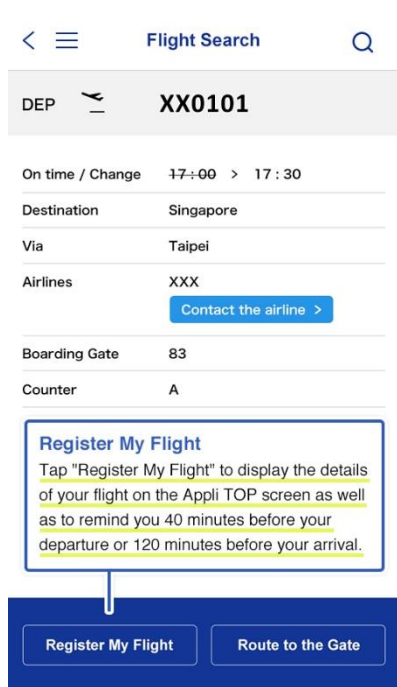 Flight Search
DEP XX0101
On time / Change 17:00 > 17:30
Destination Singapore
Via Taipei
Airlines XXX
Contact the airline >
Boarding Gate 83
Counter A
Register My Flight
Tap "Register My Flight" to display the details
of your flight on the Appli TOP screen as well
as to remind you 40 minutes before your
departure or 120 minutes before your arrival.
Register My Flight Route to the Gate